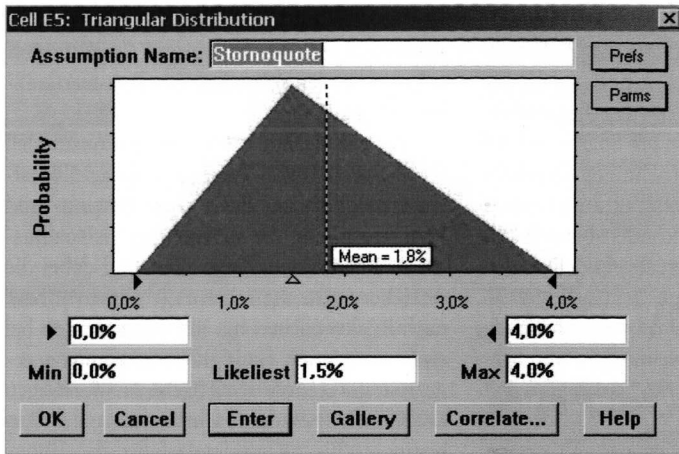 Cell E5: Triangular Distribution
Assumption Name: Stornoquote
Prefs
Parms
Probability
Mean = 1,8%
0,0% 1,0% 2,0% 3,0% 4,0%
0,0% 4,0%
Min 0,0% Likeliest 1,5% Max 4,0%
OK Cancel Enter Gallery Correlate... Help